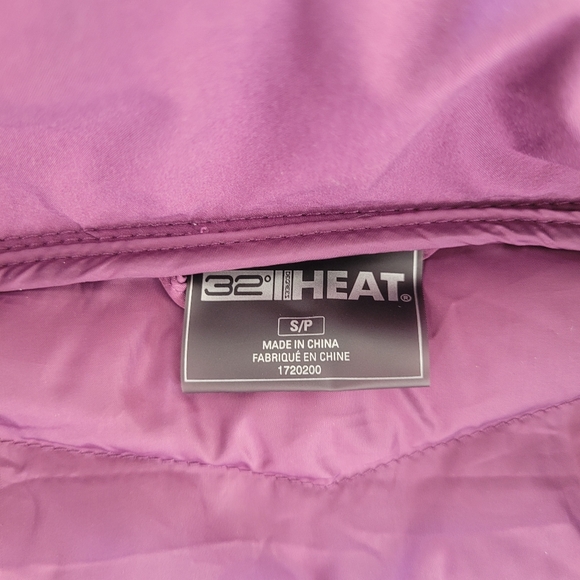 32° HEAT®
S/P
MADE IN CHINA
FABRIQUÉ EN CHINE
1720200